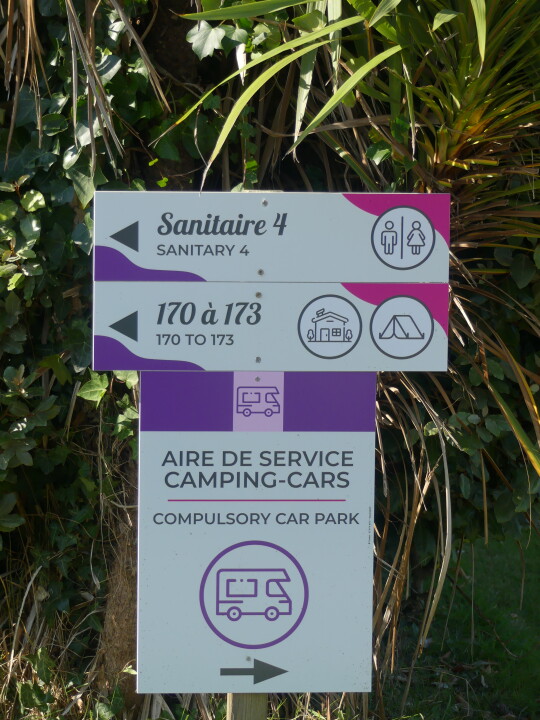 Sanitaire 4
SANITARY 4
170 à 173
170 TO 173
AIRE DE SERVICE
CAMPING-CARS
COMPULSORY CAR PARK